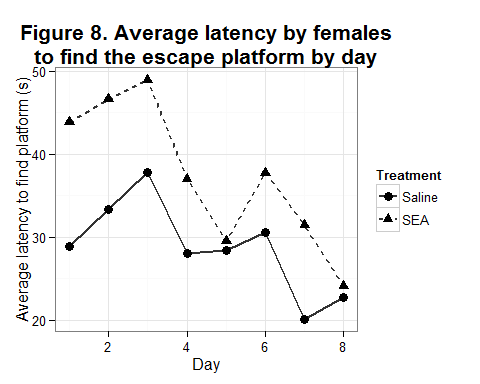 Figure 8. Average latency by females
to find the escape platform by day
Average latency to find platform (s)
50
40
30
20
2
4
6
8
Day
Treatment
Saline
SEA